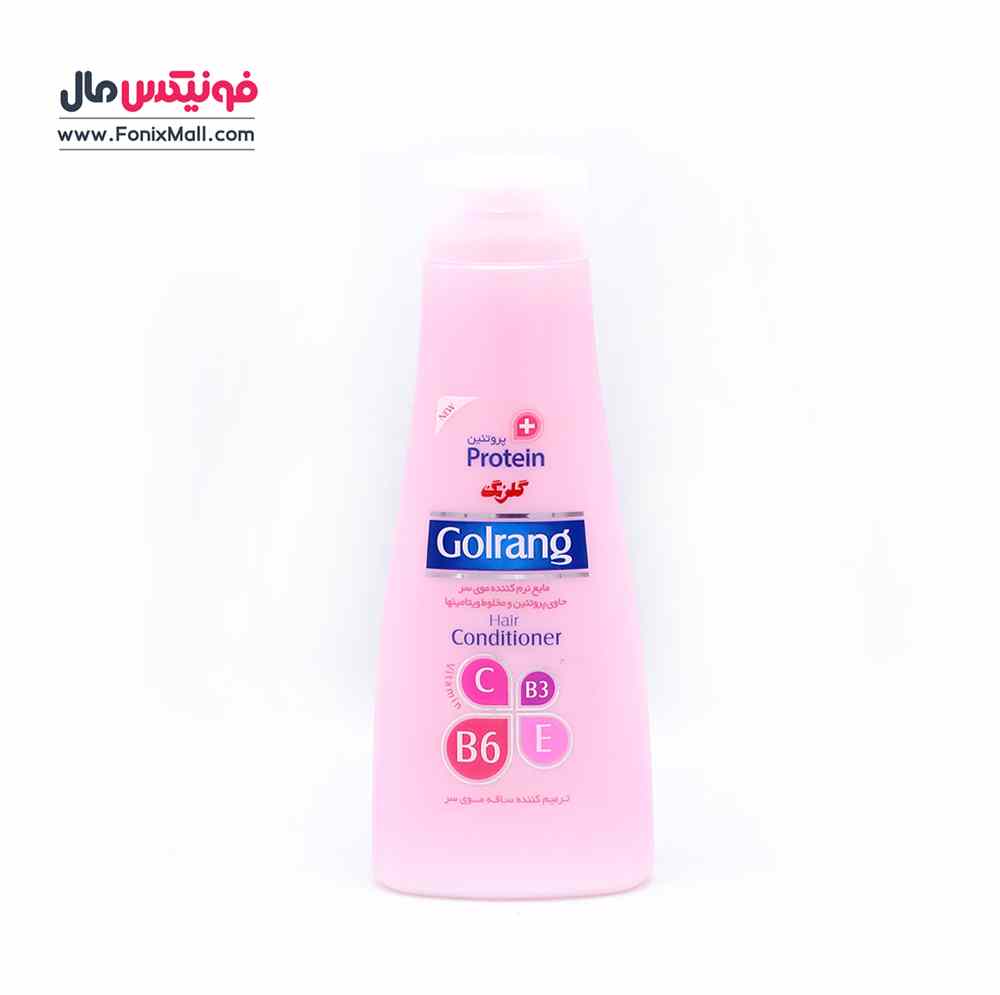 فونیکس مال
www.FonixMall.com
NEW
پروتئین
Protein
گلرنگ
Golrang
مایع نرم کننده موی سر
حاوی پروتئین و مخلوط ویتامینها
Hair
Conditioner
Vitamin
C
B3
B6
E
ترمیم کننده ساقه موی سر